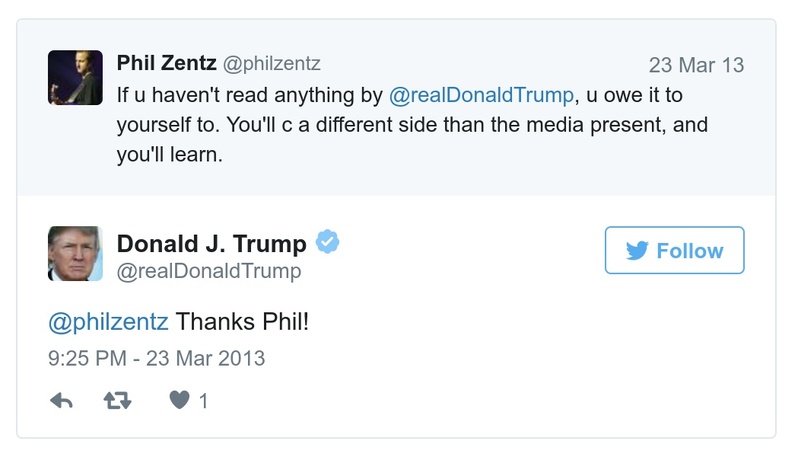 Phil Zentz @philzentz 23 Mar 13
If u haven't read anything by @realDonaldTrump, u owe it to
yourself to. You'll c a different side than the media present, and
you'll learn.
Donald J. Trump
Follow
@realDonaldTrump
@philzentz Thanks Phil!
9:25 PM - 23 Mar 2013
1